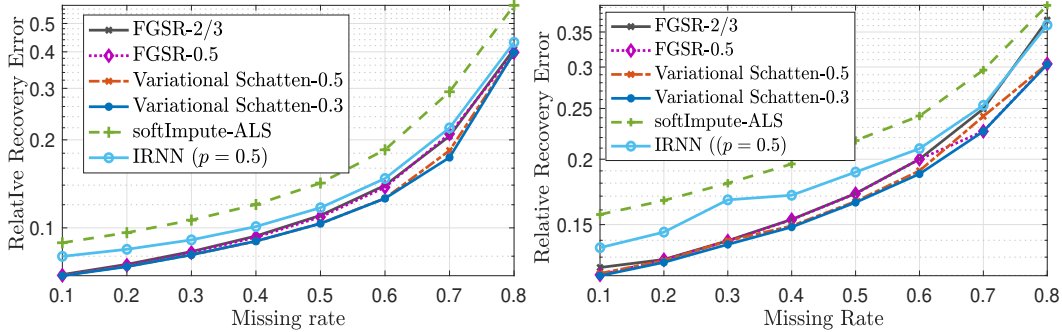 RelatIve Recovery Error
0.5
0.4
0.3
0.2
0.1
FGSR-2/3
FGSR-0.5
Variational Schatten-0.5
Variational Schatten-0.3
softImpute-ALS
IRNN (p = 0.5)
0.1 0.2 0.3 0.4 0.5 0.6 0.7 0.8
Missing rate
Relative Recovery Error
0.35
0.3
0.25
0.2
0.15
FGSR-2/3
FGSR-0.5
Variational Schatten-0.5
Variational Schatten-0.3
softImpute-ALS
IRNN ((p = 0.5)
0.1 0.2 0.3 0.4 0.5 0.6 0.7 0.8
Missing Rate